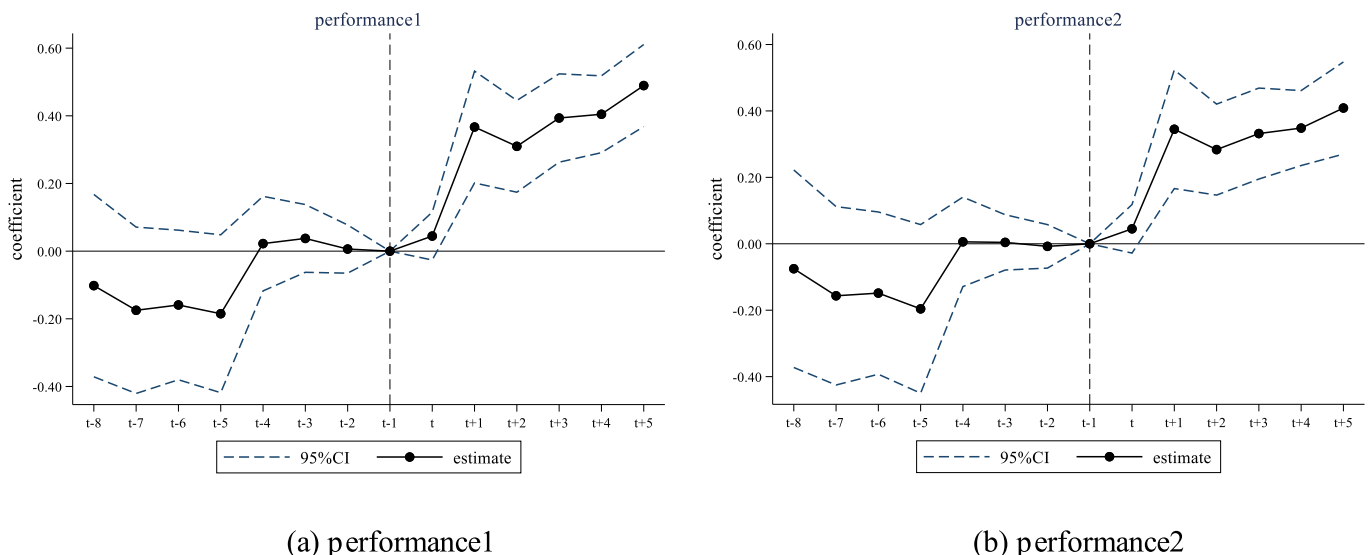 performance1
0.60
0.40
0.20
0.00
-0.20
-0.40
coefficient
t-8 t-7 t-6 t-5 t-4 t-3 t-2 t-1 t t+1 t+2 t+3 t+4 t+5
95%CI estimate
(a) performance1
performance2
0.60
0.40
0.20
0.00
-0.20
-0.40
coefficient
t-8 t-7 t-6 t-5 t-4 t-3 t-2 t-1 t t+1 t+2 t+3 t+4 t+5
95%CI estimate
(b) performance2